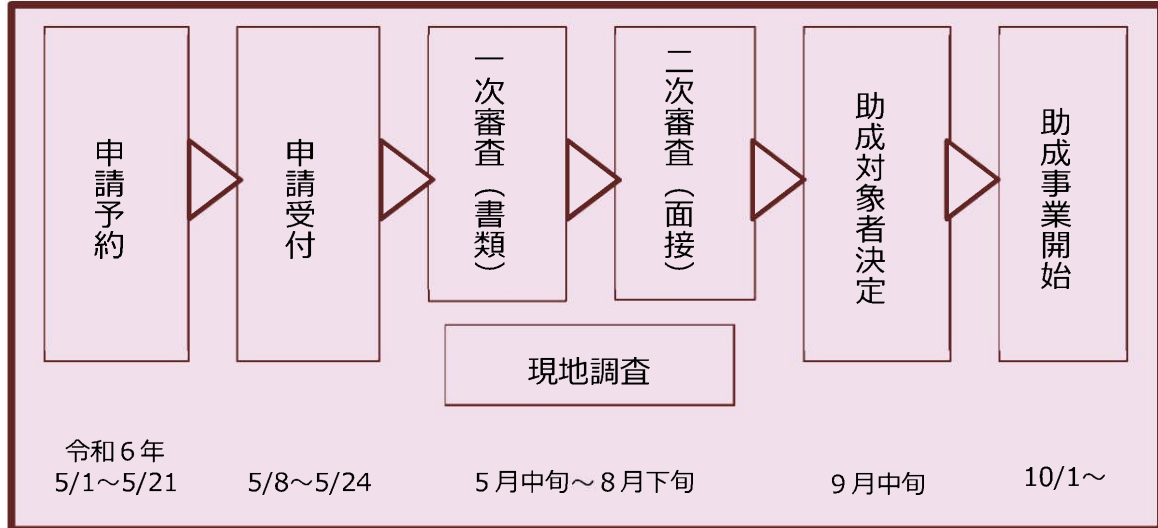 申請予約
申請受付
一次審査（書類）
二次審査（面接）
助成対象者決定
助成事業開始
現地調査
令和６年
5/1～5/21
5/8～5/24
５月中旬～８月下旬
９月中旬
10/1～